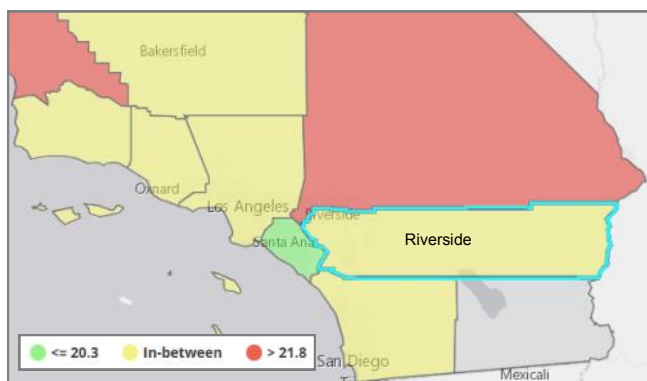 Bakersfield
Oxnard
Los Angeles
Riverside
Santa Ana
Riverside
<= 20.3
In-between
> 21.8
San Diego
Mexicali